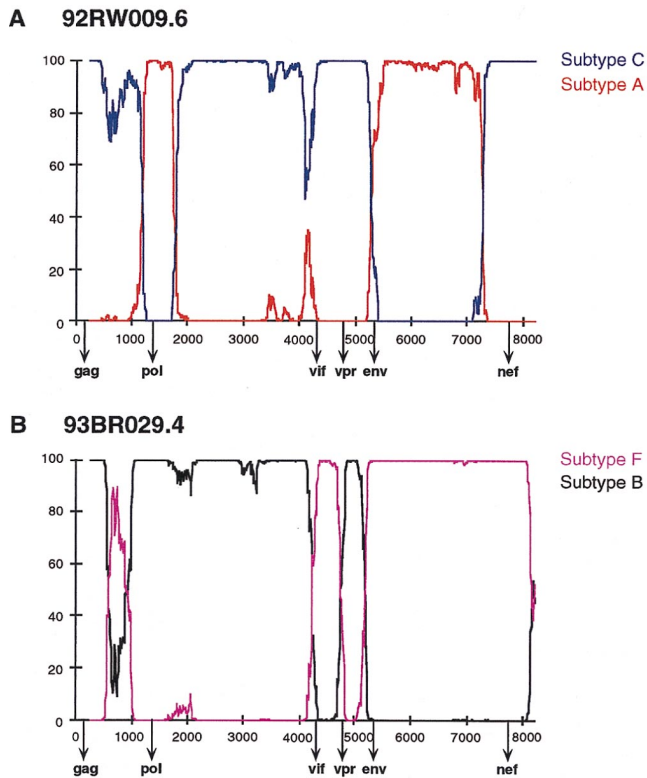 A 92RW009.6
Subtype C
Subtype A
100
80
60
40
20
0
0 1000 2000 3000 4000 5000 6000 7000 8000
gag pol vif vpr env nef
B 93BR029.4
Subtype F
Subtype B
100
80
60
40
20
0
0 1000 2000 3000 4000 5000 6000 7000 8000
gag pol vif vpr env nef